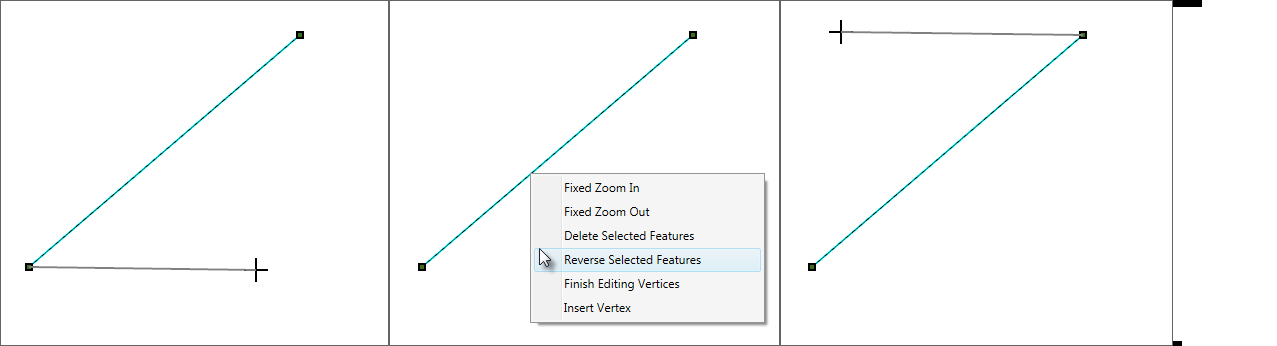 Fixed Zoom In
Fixed Zoom Out
Delete Selected Features
Reverse Selected Features
Finish Editing Vertices
Insert Vertex